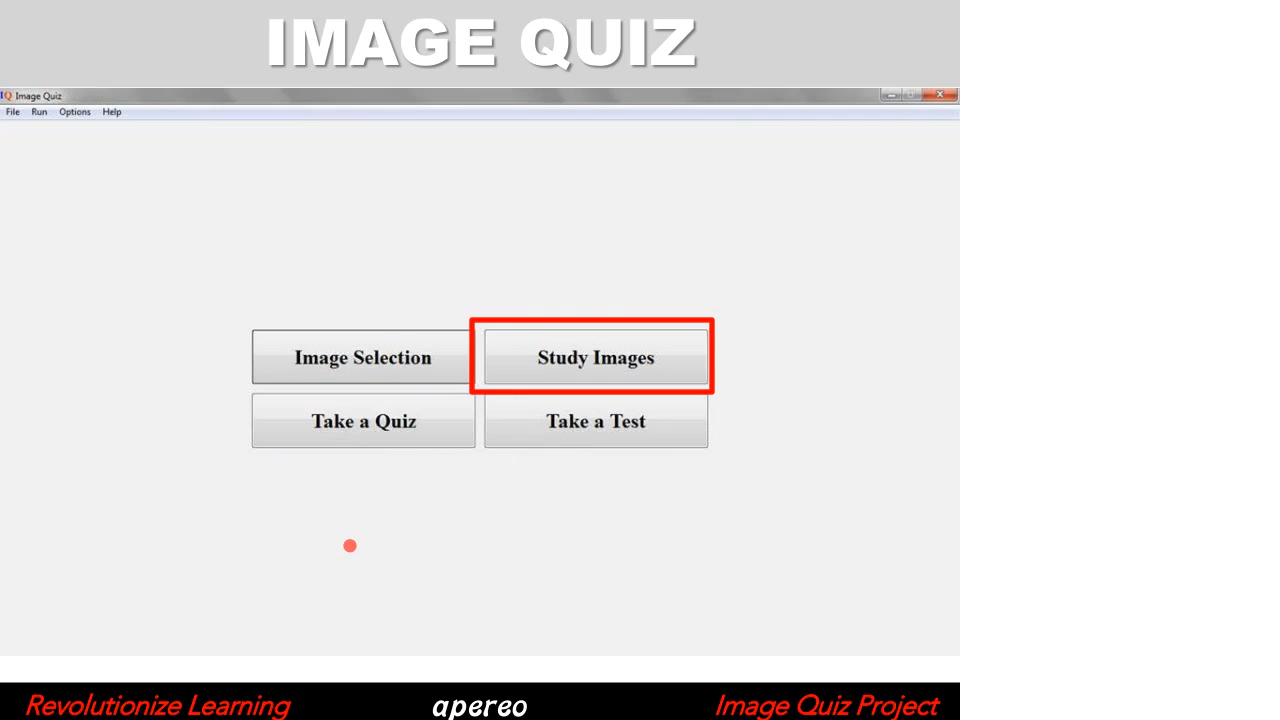 IMAGE QUIZ
IQ Image Quiz
File Run Options Help
Image Selection Study Images
Take a Quiz Take a Test
Revolutionize Learning apereo Image Quiz Project